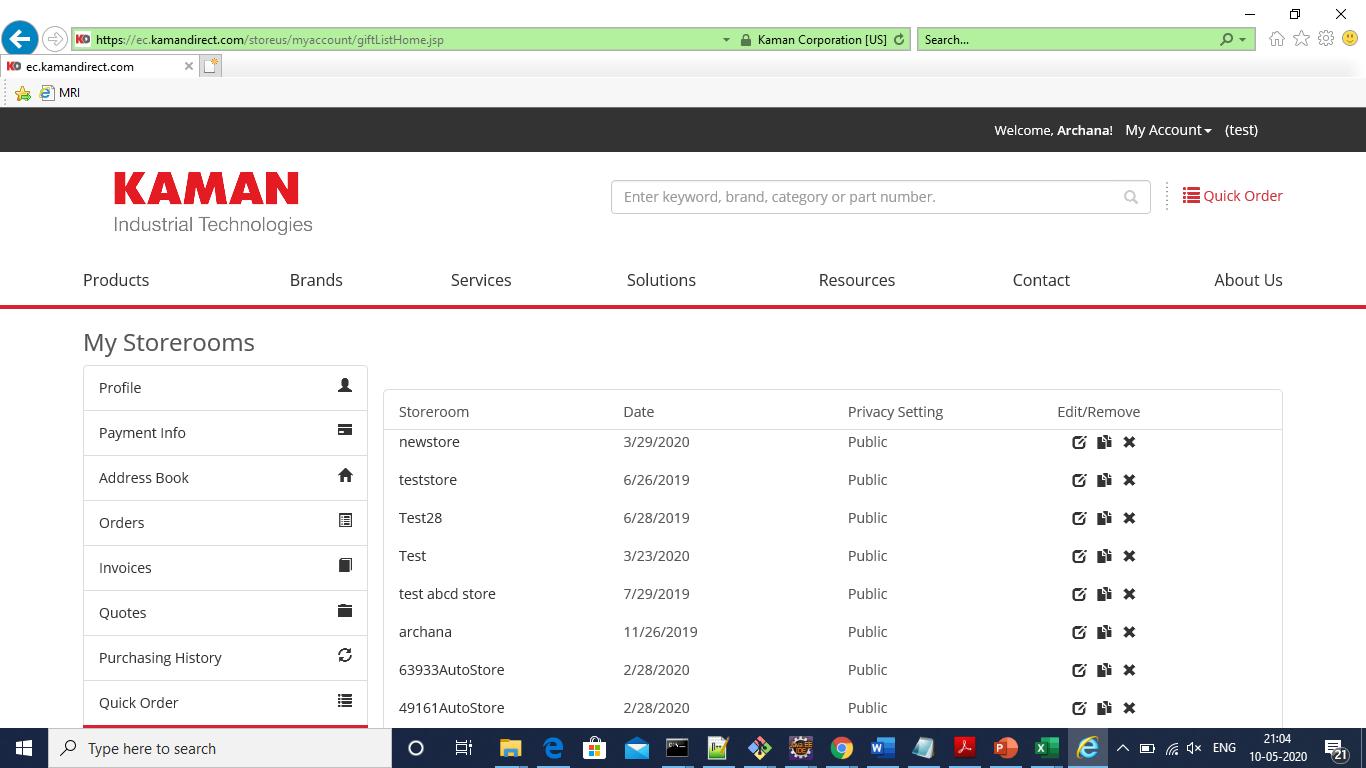 https://ec.kamandirect.com/storeus/myaccount/giftListHome.jsp
Kaman Corporation [US]
Search...
KD ec.kamandirect.com
MRI
Welcome, Archana! My Account (test)
KAMAN
Industrial Technologies
Enter keyword, brand, category or part number.
Quick Order
Products Brands Services Solutions Resources Contact About Us
My Storerooms
Profile
Payment Info
Address Book
Orders
Invoices
Quotes
Purchasing History
Quick Order
Storeroom Date Privacy Setting Edit/Remove
newstore 3/29/2020 Public
teststore 6/26/2019 Public
Test28 6/28/2019 Public
Test 3/23/2020 Public
test abcd store 7/29/2019 Public
archana 11/26/2019 Public
63933AutoStore 2/28/2020 Public
49161AutoStore 2/28/2020 Public
Type here to search
ENG
21:04
10-05-2020
21